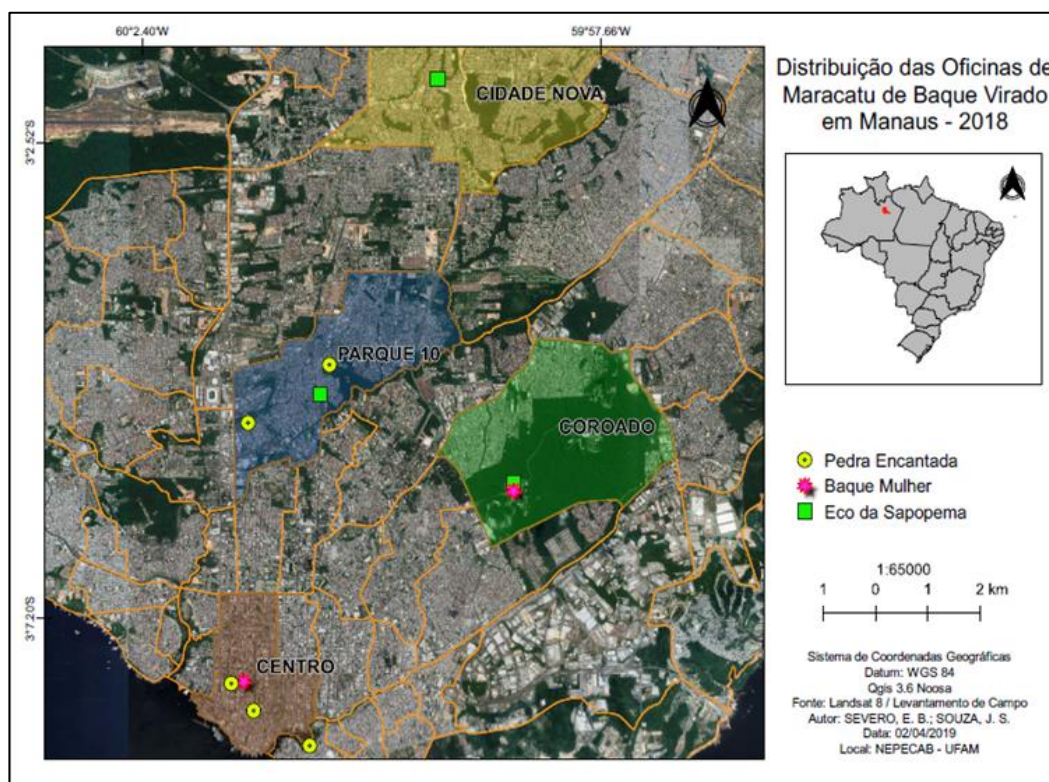 60°2.40'W
59°57.66'W
3°2.52'S
3°7.20'S
CIDADE NOVA
PARQUE 10
COROADO
CENTRO
Distribuição das Oficinas de
Maracatu de Baque Virado
em Manaus - 2018
Pedra Encantada
Baque Mulher
Eco da Sapopema
1:65000
1 0 1 2 km
Sistema de Coordenadas Geográficas
Datum: WGS 84
Qgis 3.6 Noosa
Fonte: Landsat 8 / Levantamento de Campo
Autor: SEVERO, E. B.; SOUZA, J. S.
Data: 02/04/2019
Local: NEPECAB - UFAM